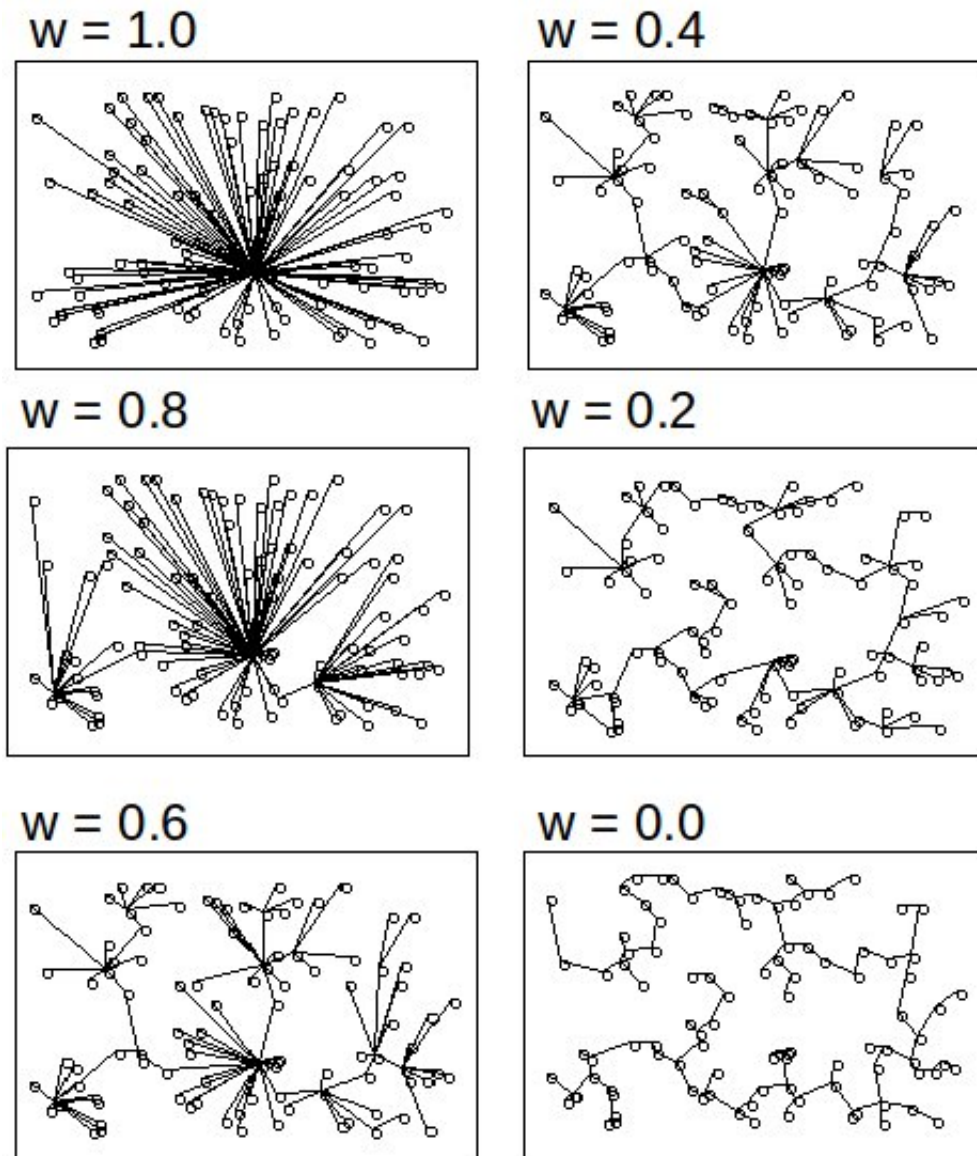 w = 1.0
w = 0.4
w = 0.8
w = 0.2
w = 0.6
w = 0.0